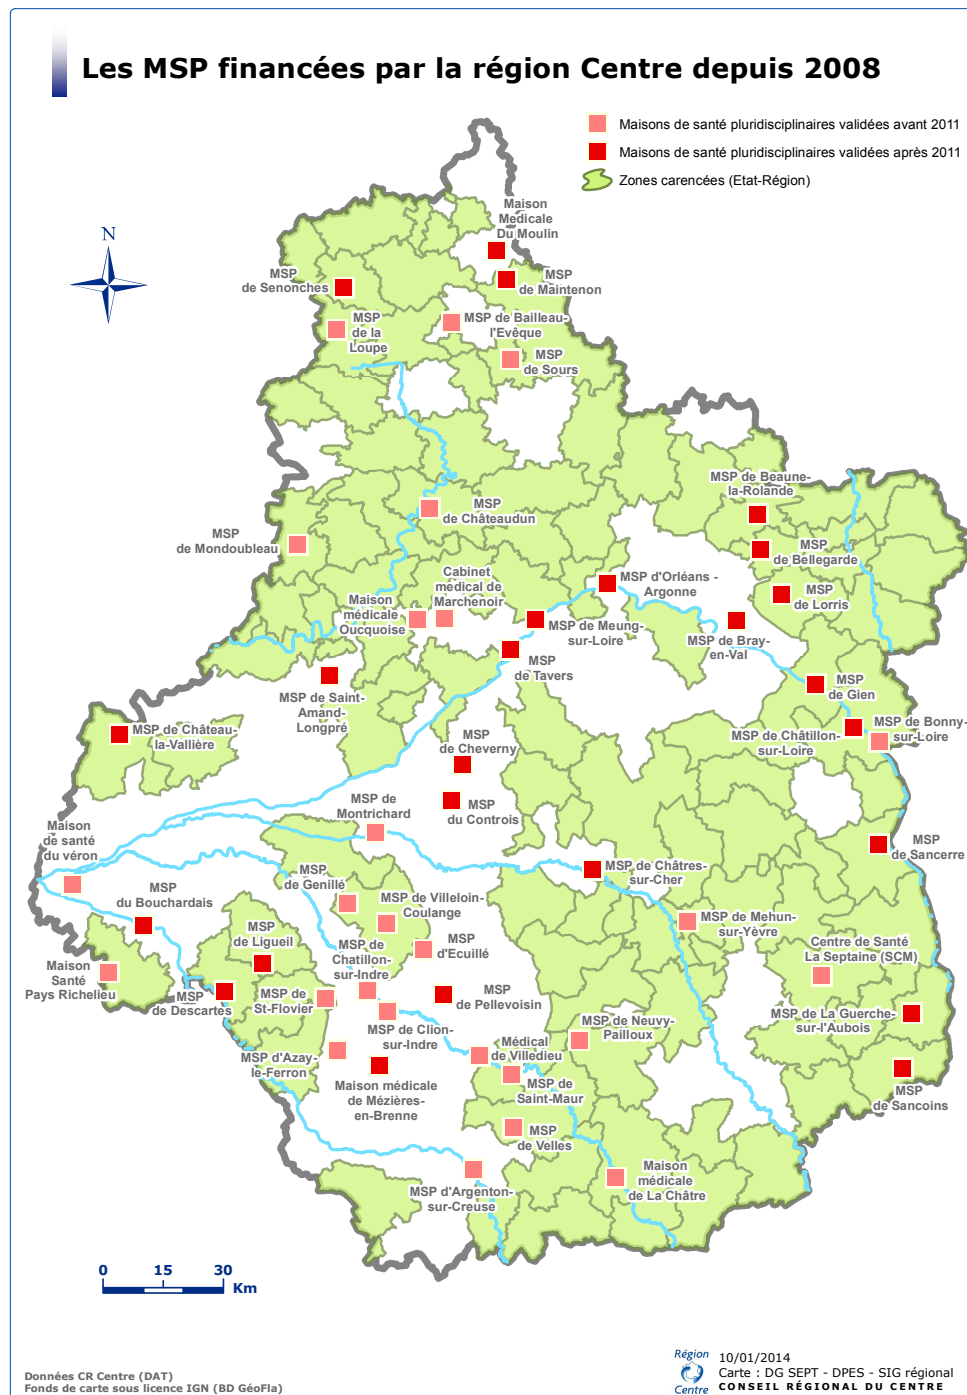 Les MSP financées par la région Centre depuis 2008
Maisons de santé pluridisciplinaires validées avant 2011
Maisons de santé pluridisciplinaires validées après 2011
Zones carencées (Etat-Région)
N
Maison
Medicale
Du Moulin
MSP
de Senonches
MSP
de Maintenon
MSP
de la
Loupe
MSP de Bailleau-
l'Evêque
MSP
de Sours
MSP de Beaune-
la-Rolande
MSP
de Châteaudun
MSP
de Mondoubleau
MSP
de Bellegarde
Cabinet
médical de
Marchenoir
MSP d'Orléans -
Argonne
MSP
de Lorris
Maison
médicale
Oucquoise
MSP de Meung-
sur-Loire
MSP de Bray-
en-Val
MSP
de Tavers
MSP
de Gien
MSP de Saint-
Amand-
Longpré
MSP de Château-
la-Vallière
MSP de Châtillon-
sur-Loire
MSP de Bonny-
sur-Loire
MSP
de Cheverny
MSP
du Controis
MSP de
Montrichard
Maison
de santé
du véron
MSP
de Sancerre
MSP
de Genillé
MSP de Châtres-
sur-Cher
MSP
du Bouchardais
MSP de Villeloin-
Coulange
MSP de Mehun-
sur-Yèvre
MSP
de Ligueil
MSP de
Chatillon-
sur-Indre
MSP
d'Ecuillé
Centre de Santé
La Septaine (SCM)
Maison
Santé
Pays Richelieu
MSP
de Descartes
MSP de
St-Flovier
MSP
de Pellevoisin
MSP de La Guerche-
sur-l'Aubois
MSP de Clion-
sur-Indre
MSP de Neuvy-
Pailloux
MSP d'Azay-
le-Ferron
Médical
de Villedieu
Maison médicale
de Mézières-
en-Brenne
MSP de
Saint-Maur
MSP
de Sancoins
MSP
de Velles
MSP d'Argenton-
sur-Creuse
Maison
médicale
de La Châtre
0 15 30
Km
Données CR Centre (DAT)
Fonds de carte sous licence IGN (BD GéoFla)
Région
Centre
10/01/2014
Carte : DG SEPT - DPES - SIG régional
CONSEIL RÉGIONAL DU CENTRE